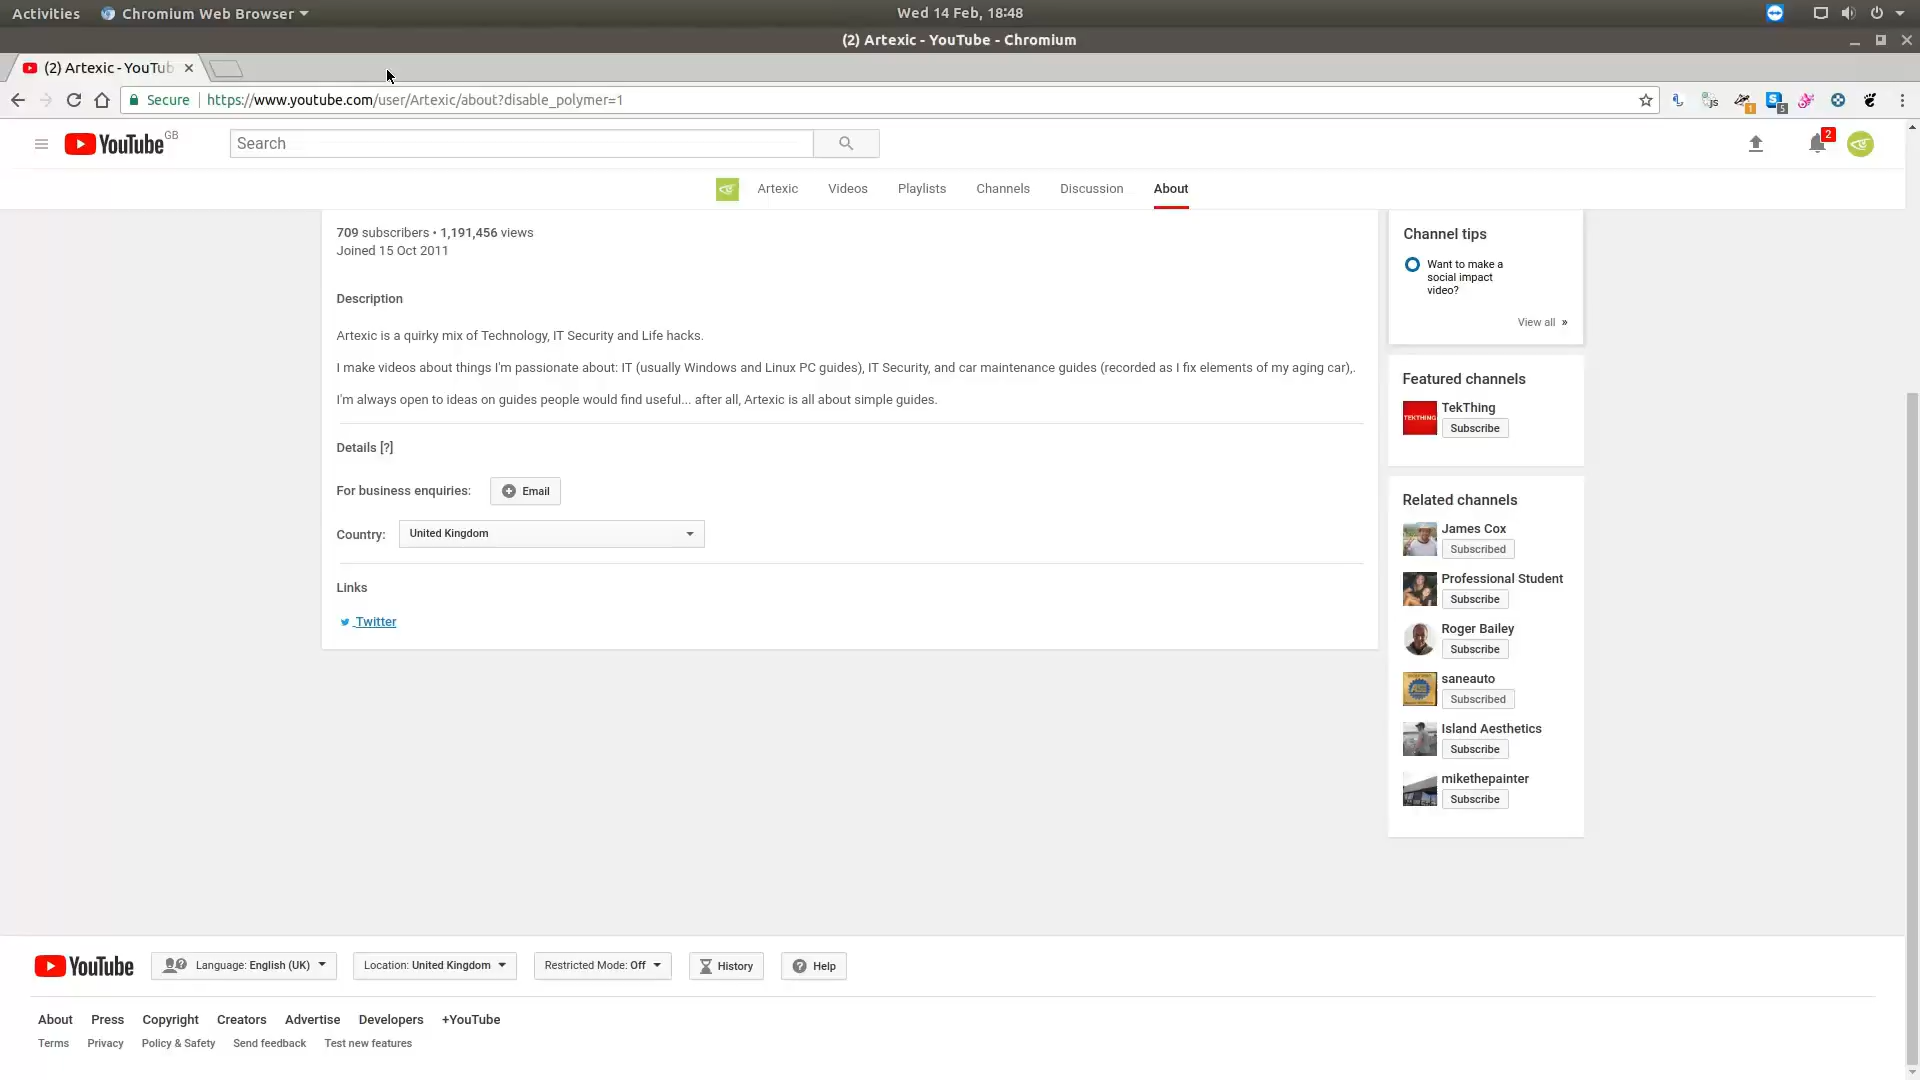 Activities
Chromium Web Browser
Wed 14 Feb, 18:48
(2) Artexic - YouTube - Chromium
(2) Artexic - YouTub
Secure
https://www.youtube.com/user/Artexic/about?disable_polymer=1
js
1
5
YouTube GB
Search
2
Artexic Videos Playlists Channels Discussion About
709 subscribers • 1,191,456 views
Joined 15 Oct 2011
Description
Artexic is a quirky mix of Technology, IT Security and Life hacks.
I make videos about things I'm passionate about: IT (usually Windows and Linux PC guides), IT Security, and car maintenance guides (recorded as I fix elements of my aging car),.
I'm always open to ideas on guides people would find useful... after all, Artexic is all about simple guides.
Details [?]
For business enquiries: Email
Country: United Kingdom
Links
Twitter
Channel tips
Want to make a
social impact
video?
View all »
Featured channels
TEKTHING
TekThing
Subscribe
Related channels
James Cox
Subscribed
Professional Student
Subscribe
Roger Bailey
Subscribe
saneauto
Subscribed
Island Aesthetics
Subscribe
mikethepainter
Subscribe
YouTube
Language: English (UK)
Location: United Kingdom
Restricted Mode: Off
History
Help
About Press Copyright Creators Advertise Developers +YouTube
Terms Privacy Policy & Safety Send feedback Test new features